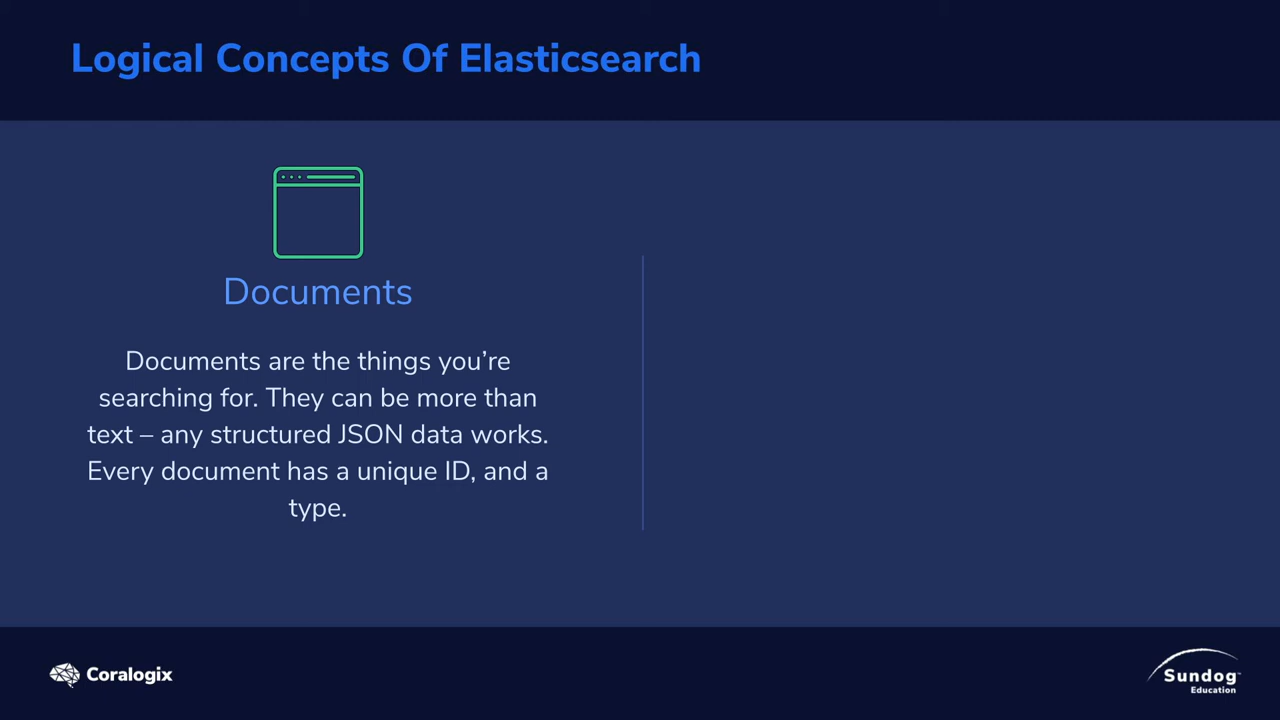 Logical Concepts Of Elasticsearch
Documents
Documents are the things you’re
searching for. They can be more than
text – any structured JSON data works.
Every document has a unique ID, and a
type.
Coralogix
Sundog™
Education